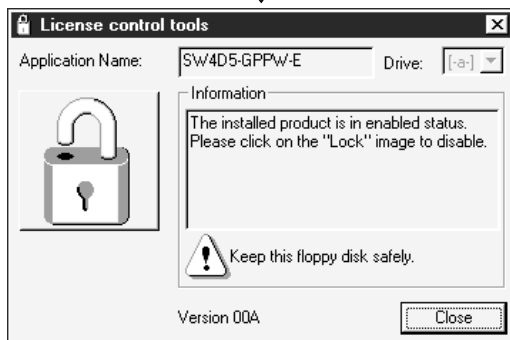 License control tools
Application Name:
SW4D5-GPPW-E
Drive:
[-a-]
Information
The installed product is in enabled status.
Please click on the "Lock" image to disable.
Keep this floppy disk safely.
Version 00A
Close